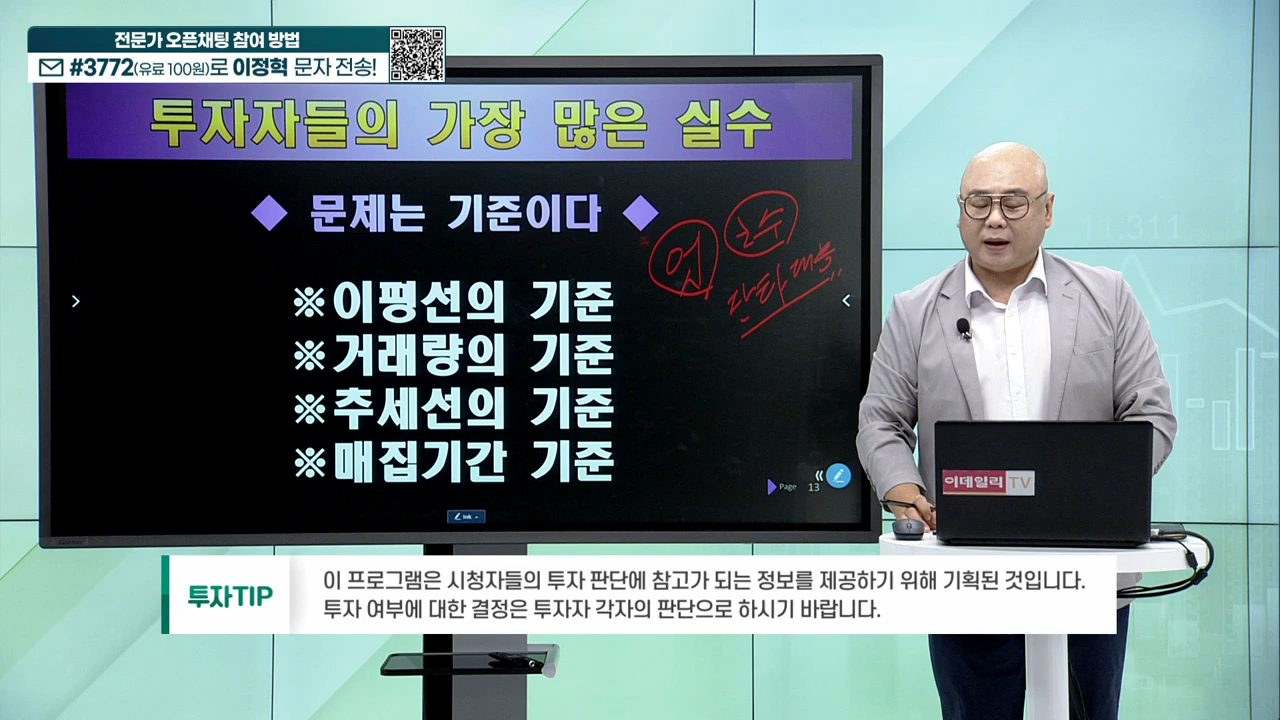 전문가 오픈채팅 참여 방법
#3772(유료 100원)로 이정혁 문자 전송!
투자자들의 가장 많은 실수
◆ 문제는 기준이다 ◆
※이평선의 기준
※거래량의 기준
※추세선의 기준
※매집기간 기준
Page 13
Ink
11,311
이데일리 TV
투자TIP
이 프로그램은 시청자들의 투자 판단에 참고가 되는 정보를 제공하기 위해 기획된 것입니다.
투자 여부에 대한 결정은 투자자 각자의 판단으로 하시기 바랍니다.